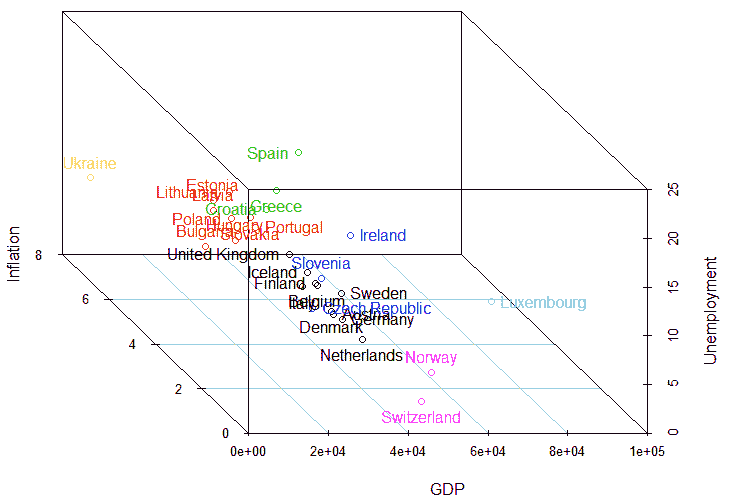 Spain
Ukraine
Estonia
25
Lithuania
Latvia
Croatia
Greece
Poland
Hungary
Portugal
20
Bulgaria
Slovakia
Ireland
8
United Kingdom
Slovenia
Iceland
Finland
15
6
Sweden
Belgium
Luxembourg
Italy
Czech Republic
Austria
Germany
Denmark
10
4
Netherlands
Norway
2
5
Switzerland
0
0
0e+00
2e+04
4e+04
6e+04
8e+04
1e+05
Inflation
Unemployment
GDP